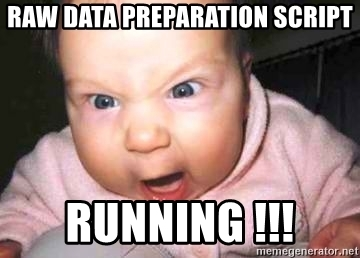 RAW DATA PREPARATION SCRIPT
RUNNING !!!
memegenerator.net